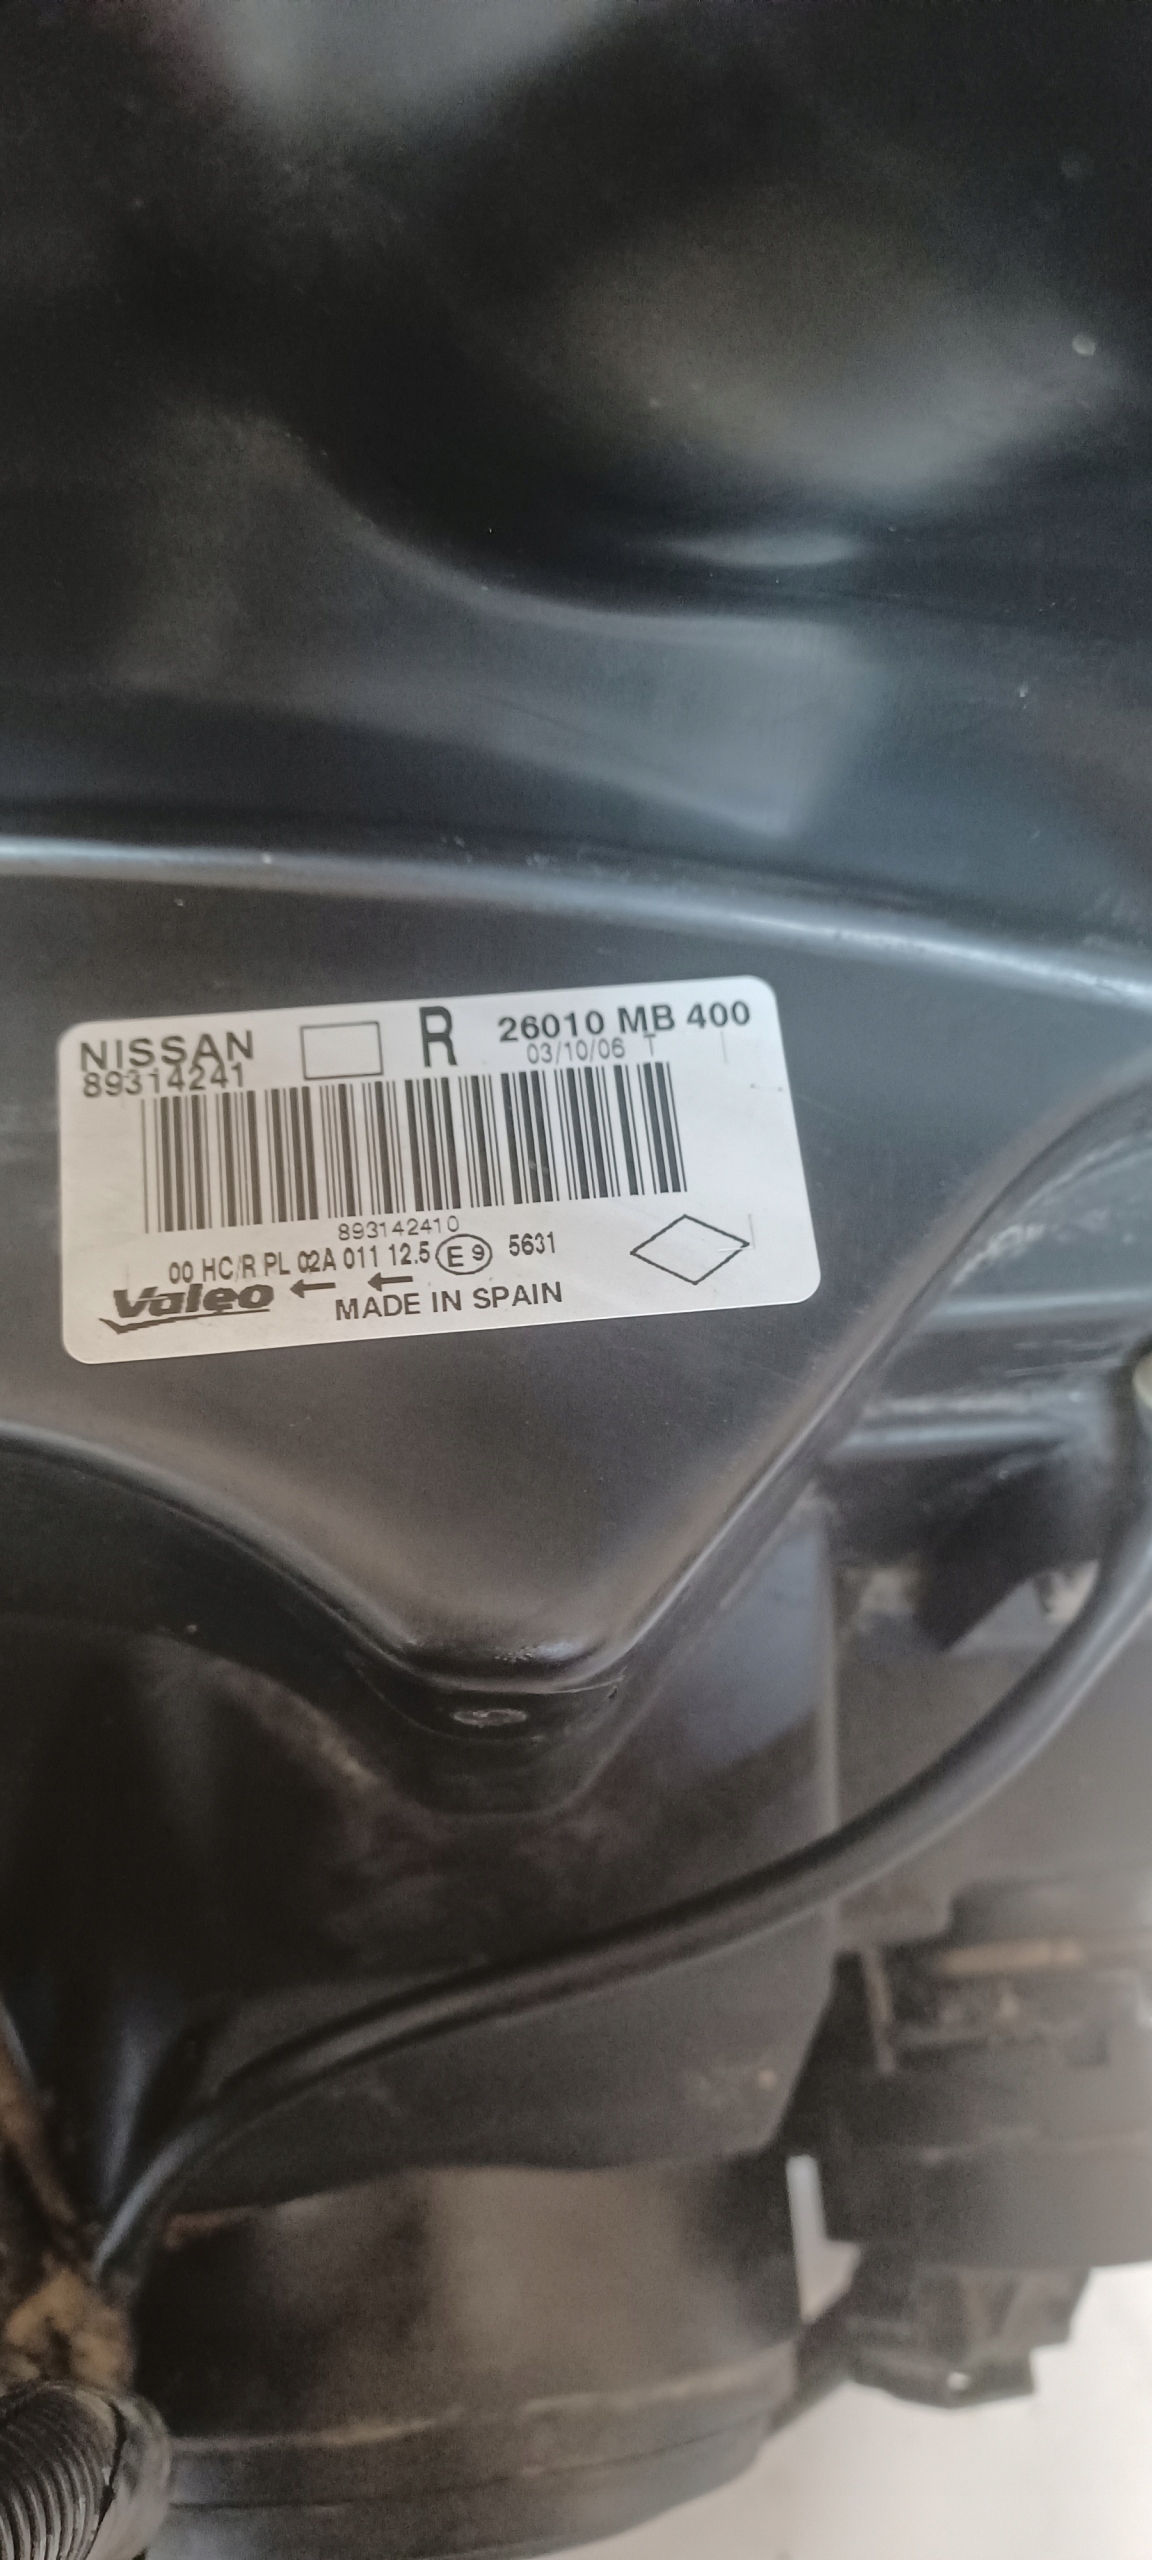 NISSAN R 26010 MB 400
89314241 03/10/06 T
893142410
00 HC/R PL 02A 011 12.5 E 9 5631
Valeo ← ← MADE IN SPAIN